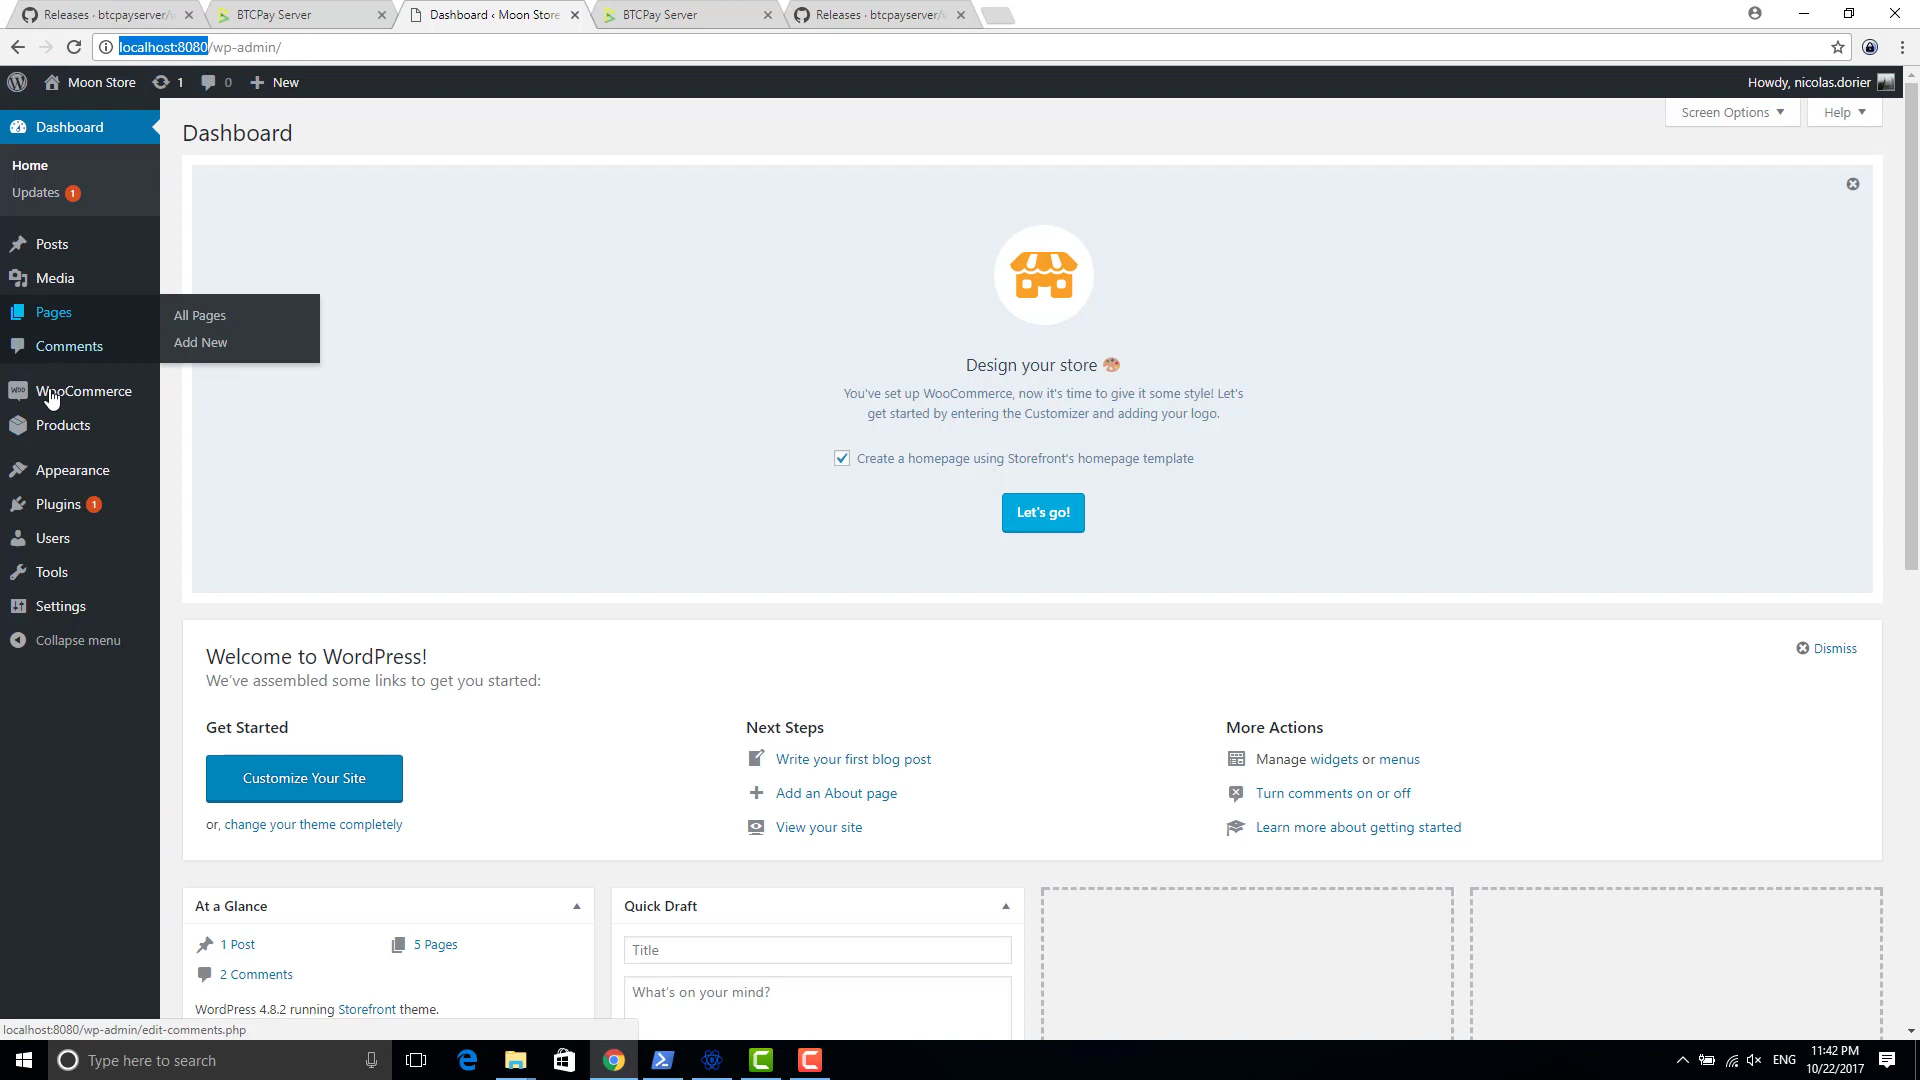 Releases · btcpayserver/
BTCPay Server
Dashboard ‹ Moon Store
BTCPay Server
Releases · btcpayserver/
localhost:8080/wp-admin/
Moon Store
1
0
New
Howdy, nicolas.dorier
Screen Options
Help
Dashboard
Home
Updates 1
Posts
Media
Pages
Comments
WooCommerce
Products
Appearance
Plugins 1
Users
Tools
Settings
Collapse menu
All Pages
Add New
Dashboard
Design your store
You've set up WooCommerce, now it's time to give it some style! Let's
get started by entering the Customizer and adding your logo.
Create a homepage using Storefront's homepage template
Let's go!
Welcome to WordPress!
We've assembled some links to get you started:
Dismiss
Get Started
Customize Your Site
or, change your theme completely
Next Steps
Write your first blog post
Add an About page
View your site
More Actions
Manage widgets or menus
Turn comments on or off
Learn more about getting started
At a Glance
1 Post
5 Pages
2 Comments
WordPress 4.8.2 running Storefront theme.
Quick Draft
Title
What's on your mind?
localhost:8080/wp-admin/edit-comments.php
Type here to search
ENG
11:42 PM
10/22/2017